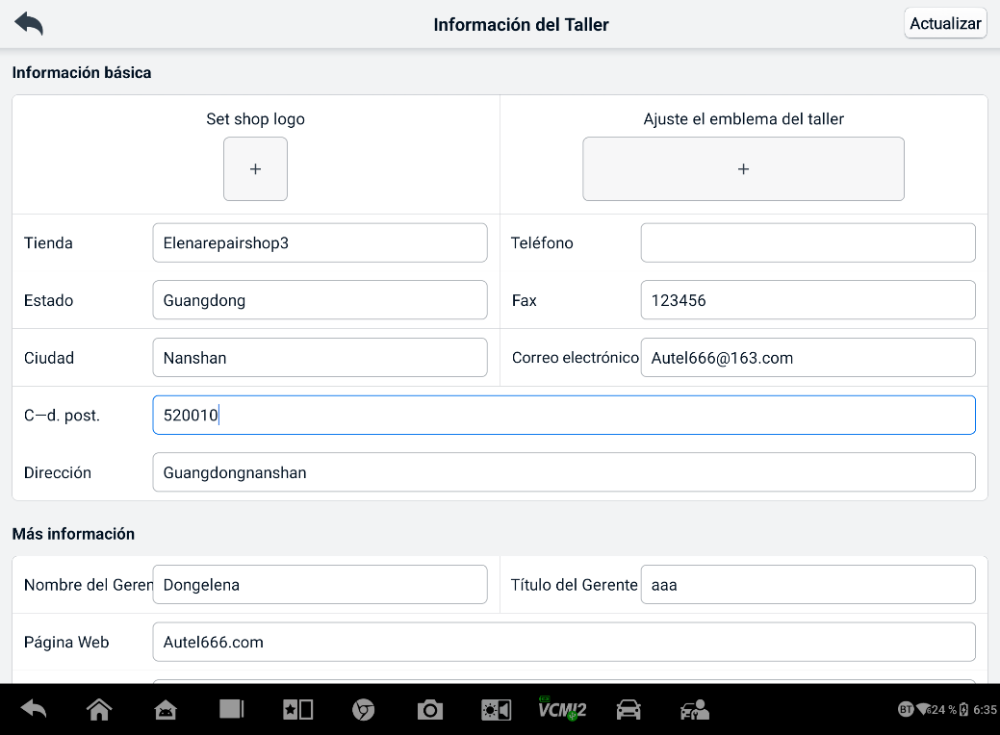 Información del Taller
Actualizar
Información básica
Set shop logo
Ajuste el emblema del taller
+
+
Tienda
Elenarepairshop3
Teléfono
Estado
Guangdong
Fax
123456
Ciudad
Nanshan
Correo electrónico
Autel666@163.com
C—d. post.
520010
Dirección
Guangdongnanshan
Más información
Nombre del Geren
Dongelena
Título del Gerente
aaa
Página Web
Autel666.com
VCMI2
BT
24 %
6:35